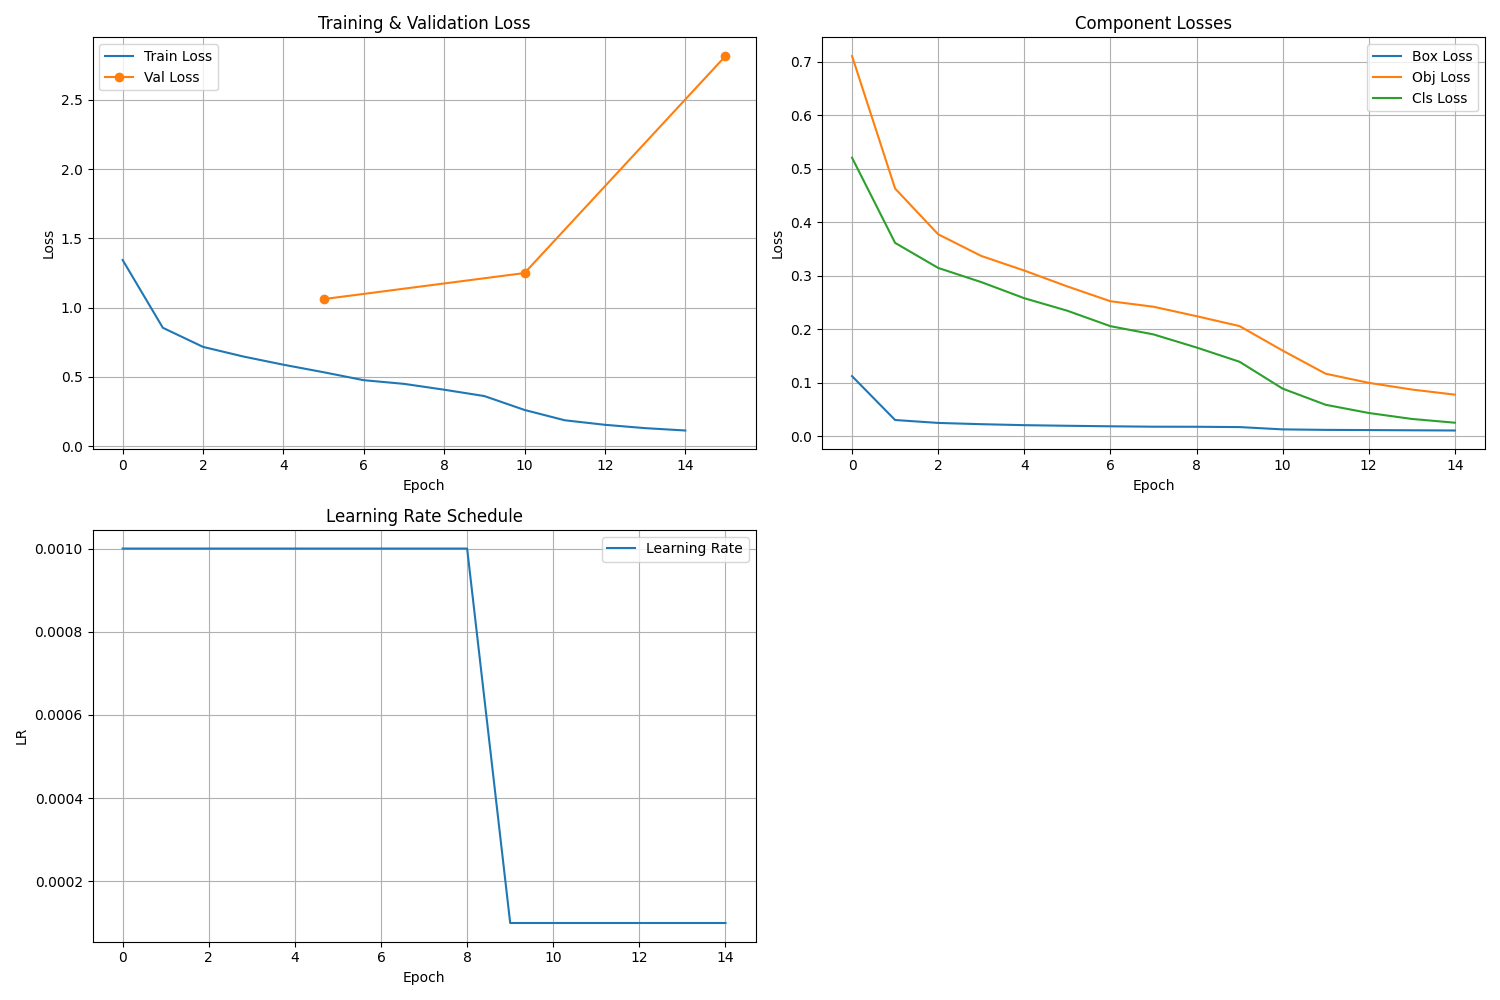 Training & Validation Loss
Train Loss
Val Loss
2.5
2.0
1.5
1.0
0.5
0.0
Loss
0 2 4 6 8 10 12 14
Epoch
Component Losses
Box Loss
Obj Loss
Cls Loss
0.7
0.6
0.5
0.4
0.3
0.2
0.1
0.0
Loss
0 2 4 6 8 10 12 14
Epoch
Learning Rate Schedule
Learning Rate
0.0010
0.0008
0.0006
0.0004
0.0002
LR
0 2 4 6 8 10 12 14
Epoch